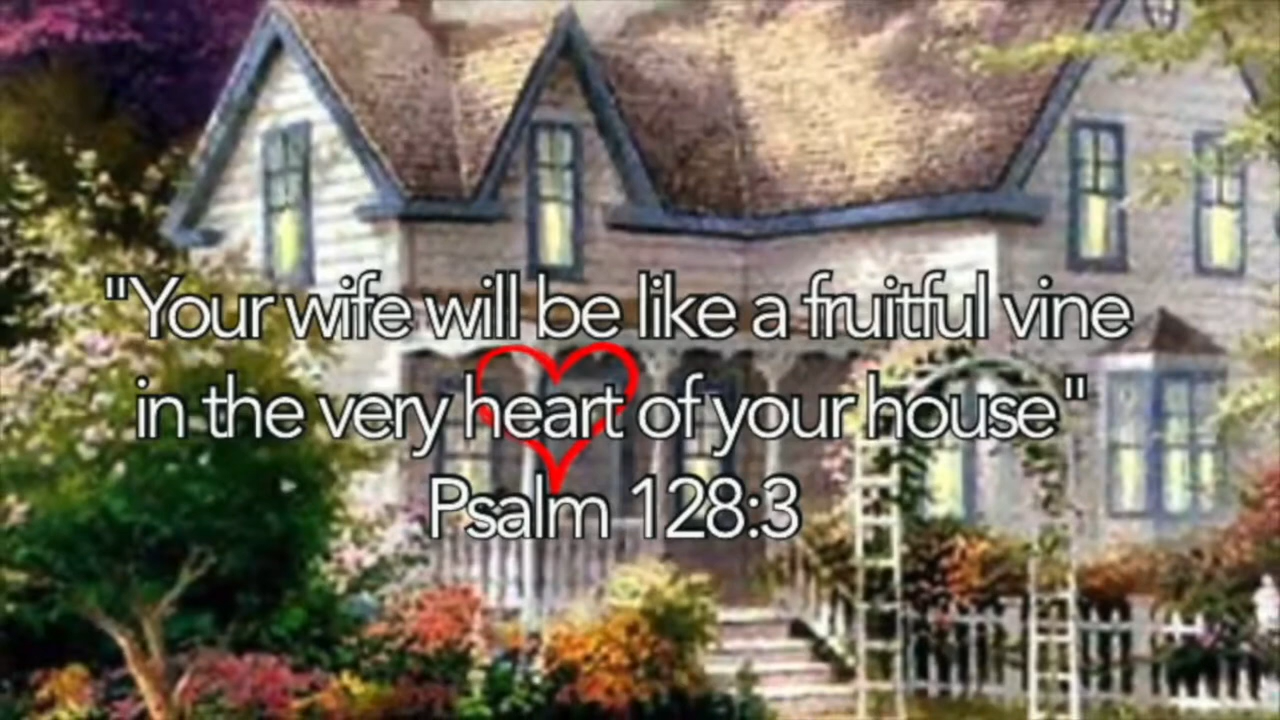 "Your wife will be like a fruitful vine
in the very heart of your house"
Psalm 128:3